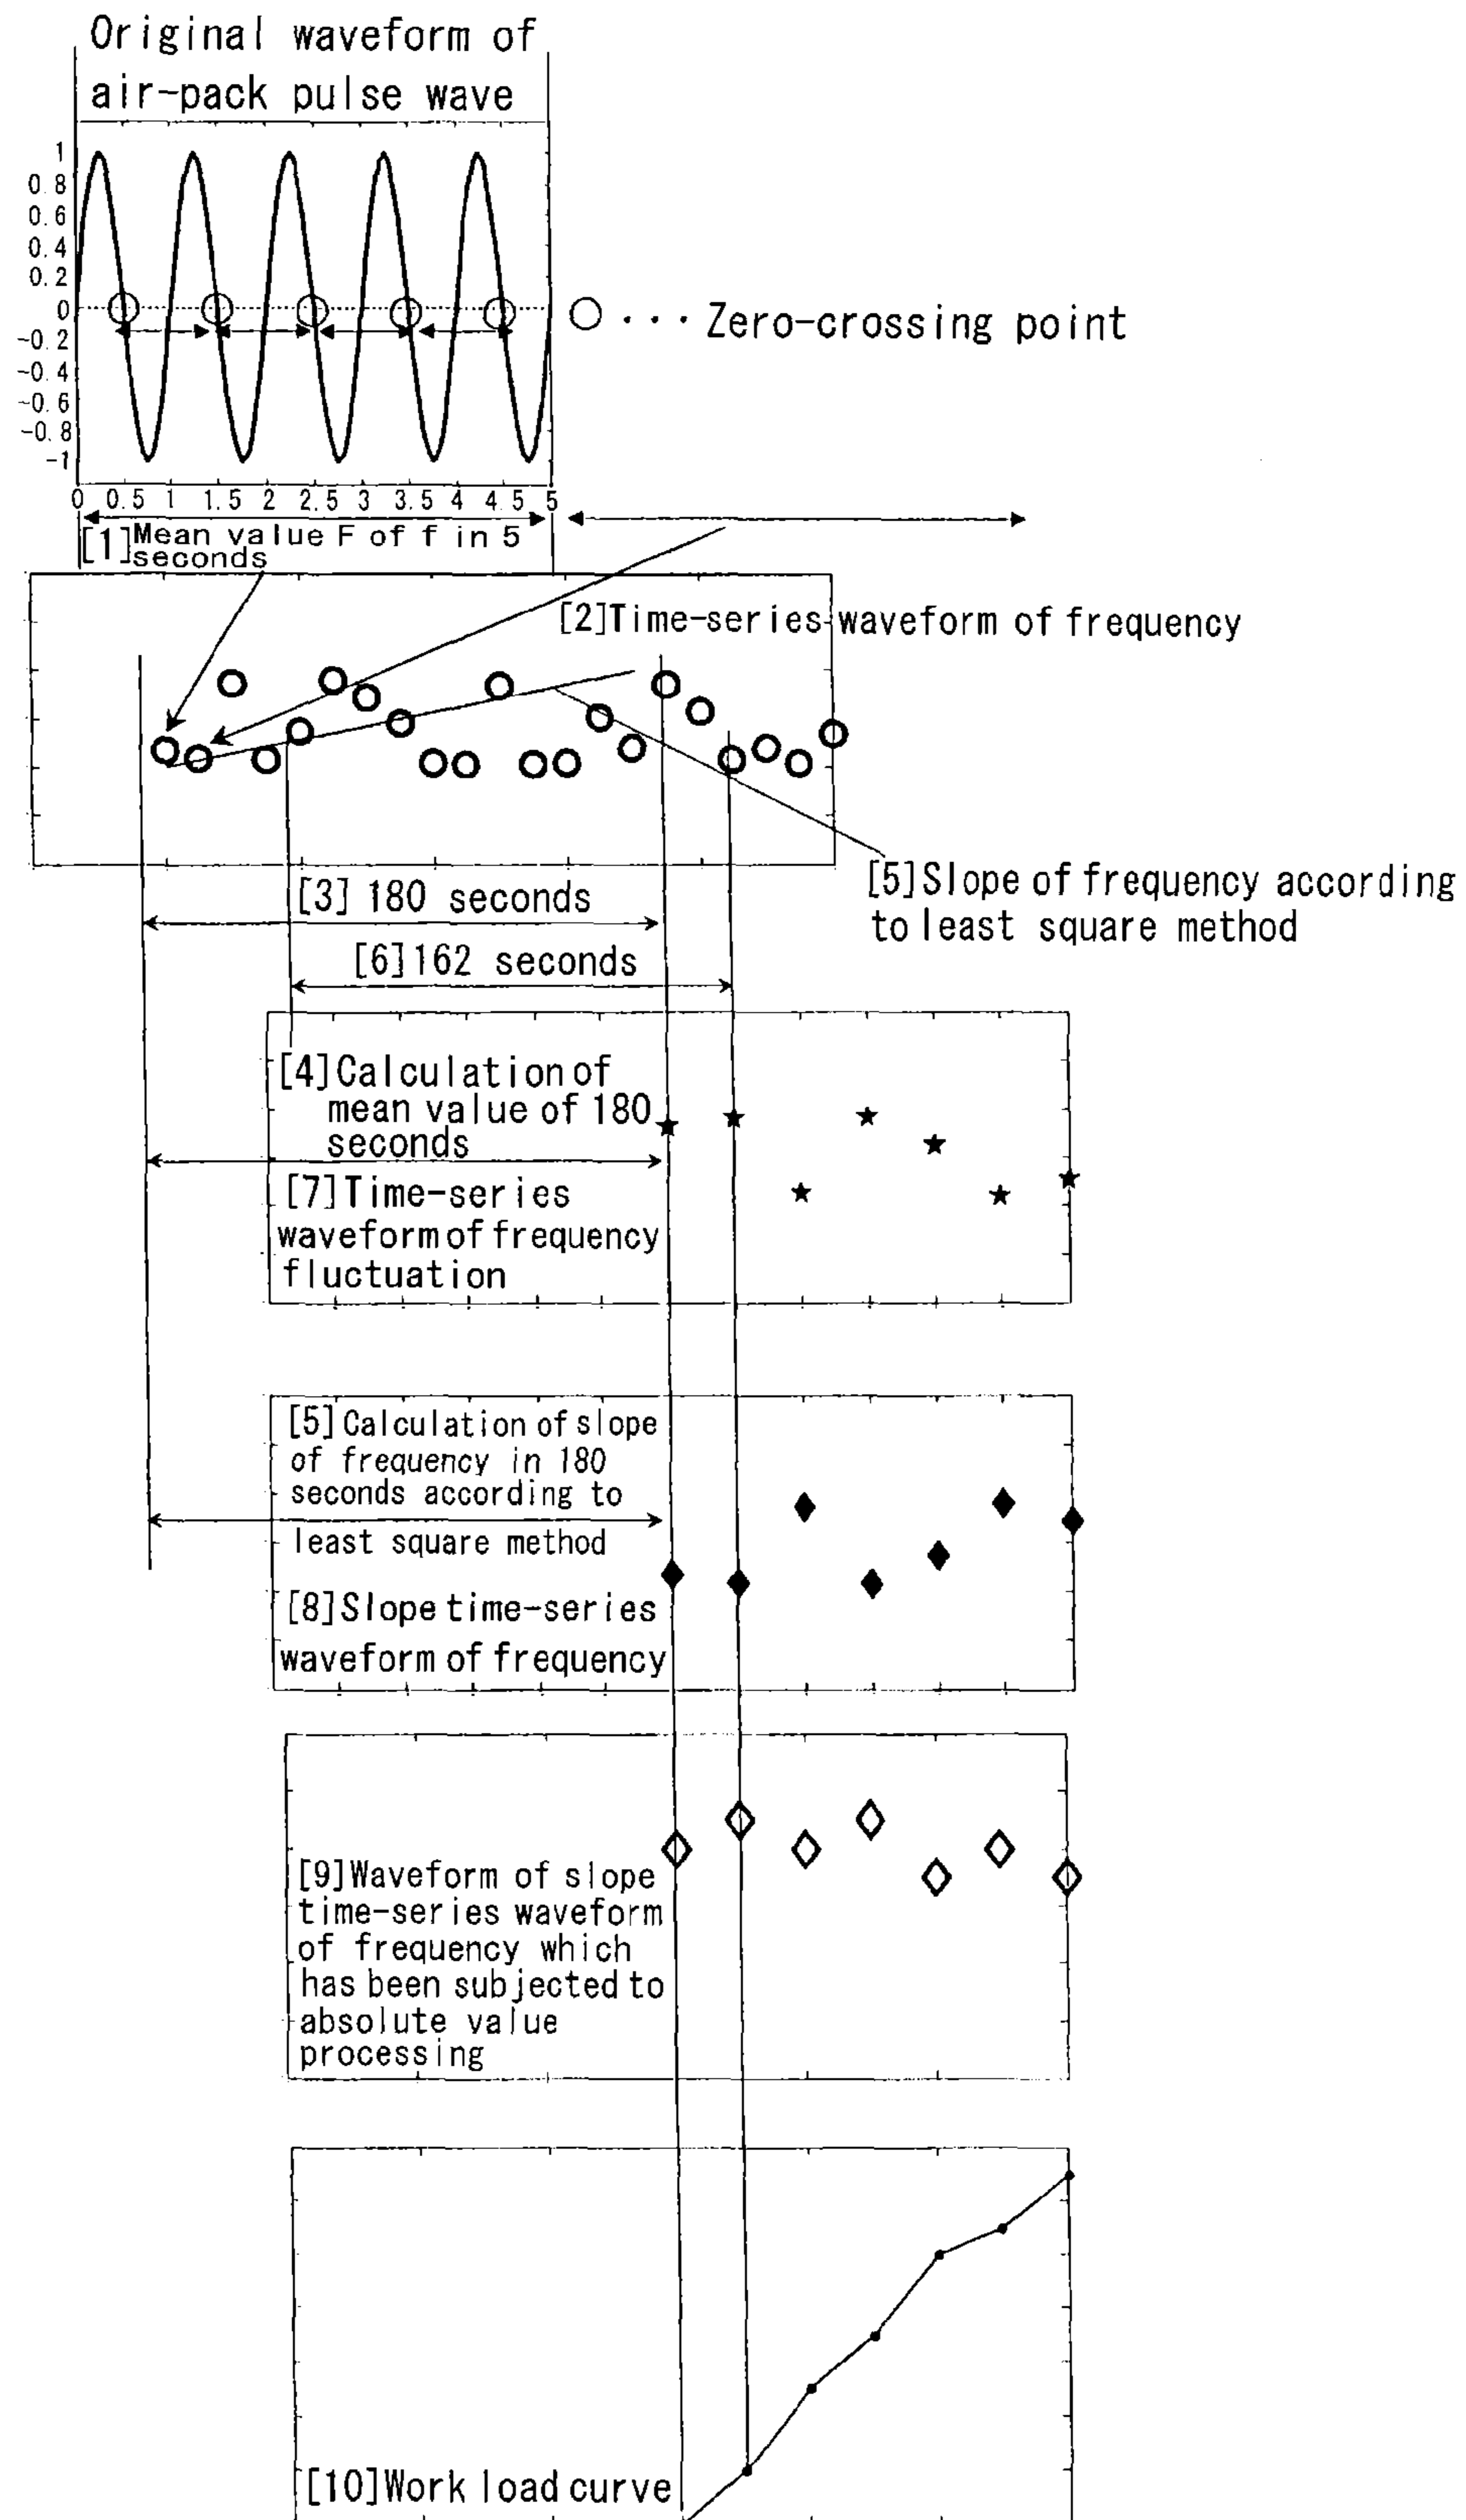 Original waveform of
air-pack pulse wave
1
0.8
0.6
0.4
0.2
0
-0.2
-0.4
-0.6
-0.8
-1
○ ··· Zero-crossing point
0 0.5 1 1.5 2 2.5 3 3.5 4 4.5 5
[1]Mean value F of f in 5
seconds
[2]Time-series waveform of frequency
[5]Slope of frequency according
to least square method
[3] 180 seconds
[6]162 seconds
[4]Calculation of
mean value of 180
seconds
[7]Time-series
waveform of frequency
fluctuation
[5]Calculation of slope
of frequency in 180
seconds according to
least square method
[8]Slope time-series
waveform of frequency
[9]Waveform of slope
time-series waveform
of frequency which
has been subjected to
absolute value
processing
[10]Work load curve